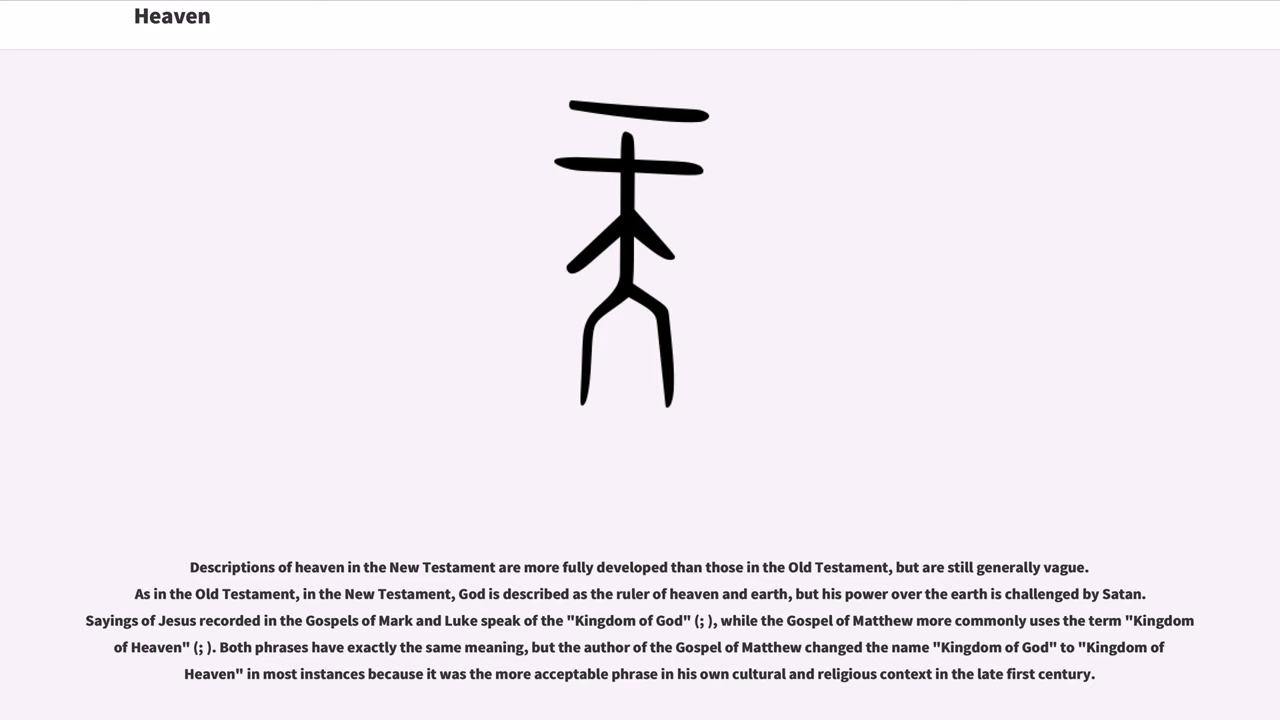 Heaven
Descriptions of heaven in the New Testament are more fully developed than those in the Old Testament, but are still generally vague.
As in the Old Testament, in the New Testament, God is described as the ruler of heaven and earth, but his power over the earth is challenged by Satan.
Sayings of Jesus recorded in the Gospels of Mark and Luke speak of the "Kingdom of God" (; ), while the Gospel of Matthew more commonly uses the term "Kingdom
of Heaven" (; ). Both phrases have exactly the same meaning, but the author of the Gospel of Matthew changed the name "Kingdom of God" to "Kingdom of
Heaven" in most instances because it was the more acceptable phrase in his own cultural and religious context in the late first century.